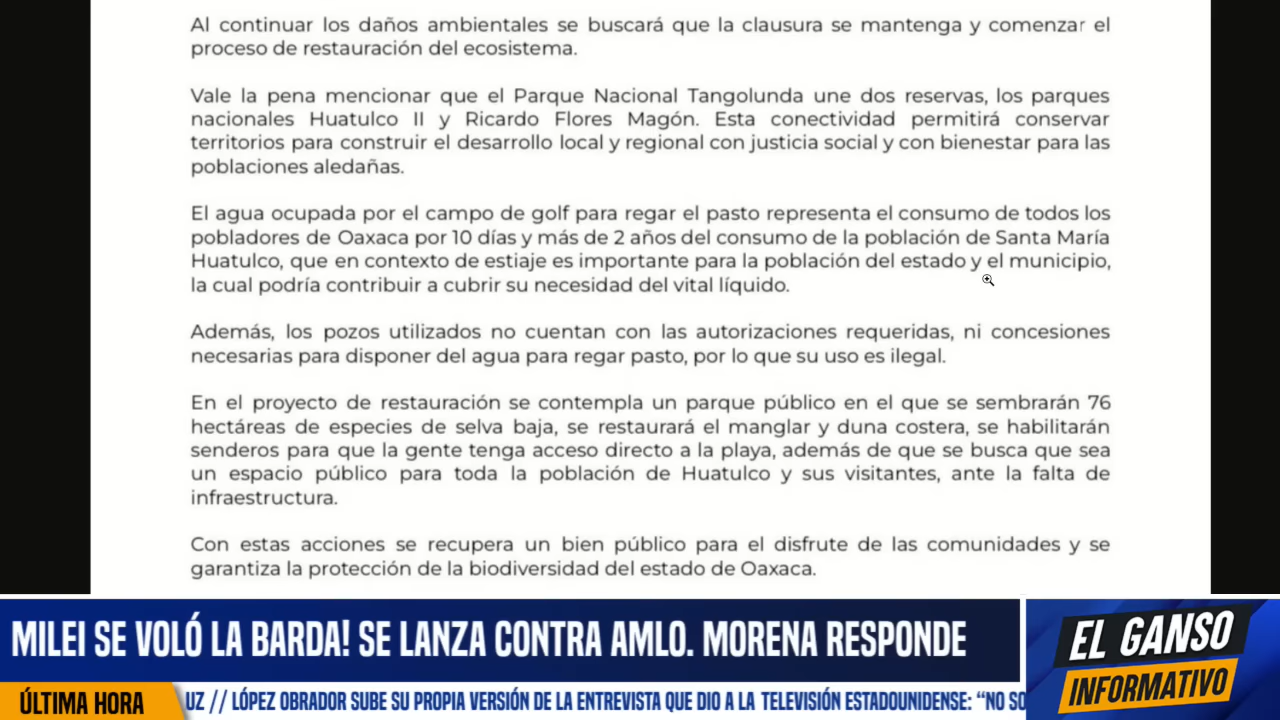 Al continuar los daños ambientales se buscará que la clausura se mantenga y comenzar el
proceso de restauración del ecosistema.
Vale la pena mencionar que el Parque Nacional Tangolunda une dos reservas, los parques
nacionales Huatulco II y Ricardo Flores Magón. Esta conectividad permitirá conservar
territorios para construir el desarrollo local y regional con justicia social y con bienestar para las
poblaciones aledañas.
El agua ocupada por el campo de golf para regar el pasto representa el consumo de todos los
pobladores de Oaxaca por 10 días y más de 2 años del consumo de la población de Santa María
Huatulco, que en contexto de estiaje es importante para la población del estado y el municipio,
la cual podría contribuir a cubrir su necesidad del vital líquido.
Además, los pozos utilizados no cuentan con las autorizaciones requeridas, ni concesiones
necesarias para disponer del agua para regar pasto, por lo que su uso es ilegal.
En el proyecto de restauración se contempla un parque público en el que se sembrarán 76
hectáreas de especies de selva baja, se restaurará el manglar y duna costera, se habilitarán
senderos para que la gente tenga acceso directo a la playa, además de que se busca que sea
un espacio público para toda la población de Huatulco y sus visitantes, ante la falta de
infraestructura.
Con estas acciones se recupera un bien público para el disfrute de las comunidades y se
garantiza la protección de la biodiversidad del estado de Oaxaca.
MILEI SE VOLÓ LA BARDA! SE LANZA CONTRA AMLO. MORENA RESPONDE
EL GANSO
INFORMATIVO
ÚLTIMA HORA
UZ // LÓPEZ OBRADOR SUBE SU PROPIA VERSIÓN DE LA ENTREVISTA QUE DIO A LA TELEVISIÓN ESTADOUNIDENSE: “NO SO